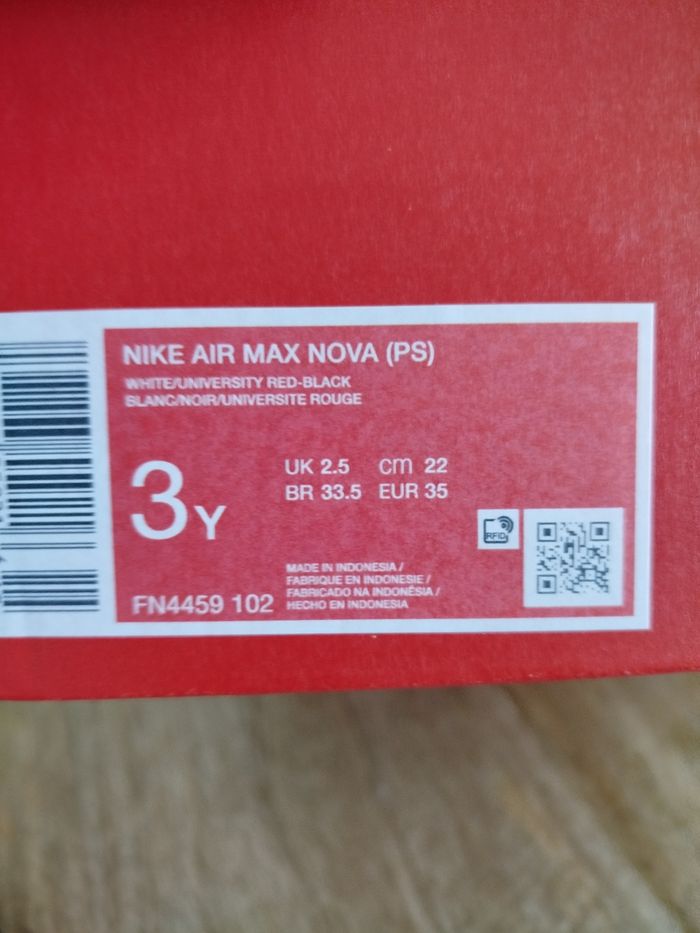 NIKE AIR MAX NOVA (PS)
WHITE/UNIVERSITY RED-BLACK
BLANC/NOIR/UNIVERSITE ROUGE
3Y
UK 2.5 cm 22
BR 33.5 EUR 35
RFID
FN4459 102
MADE IN INDONESIA /
FABRIQUE EN INDONESIE /
FABRICADO NA INDONÉSIA /
HECHO EN INDONESIA